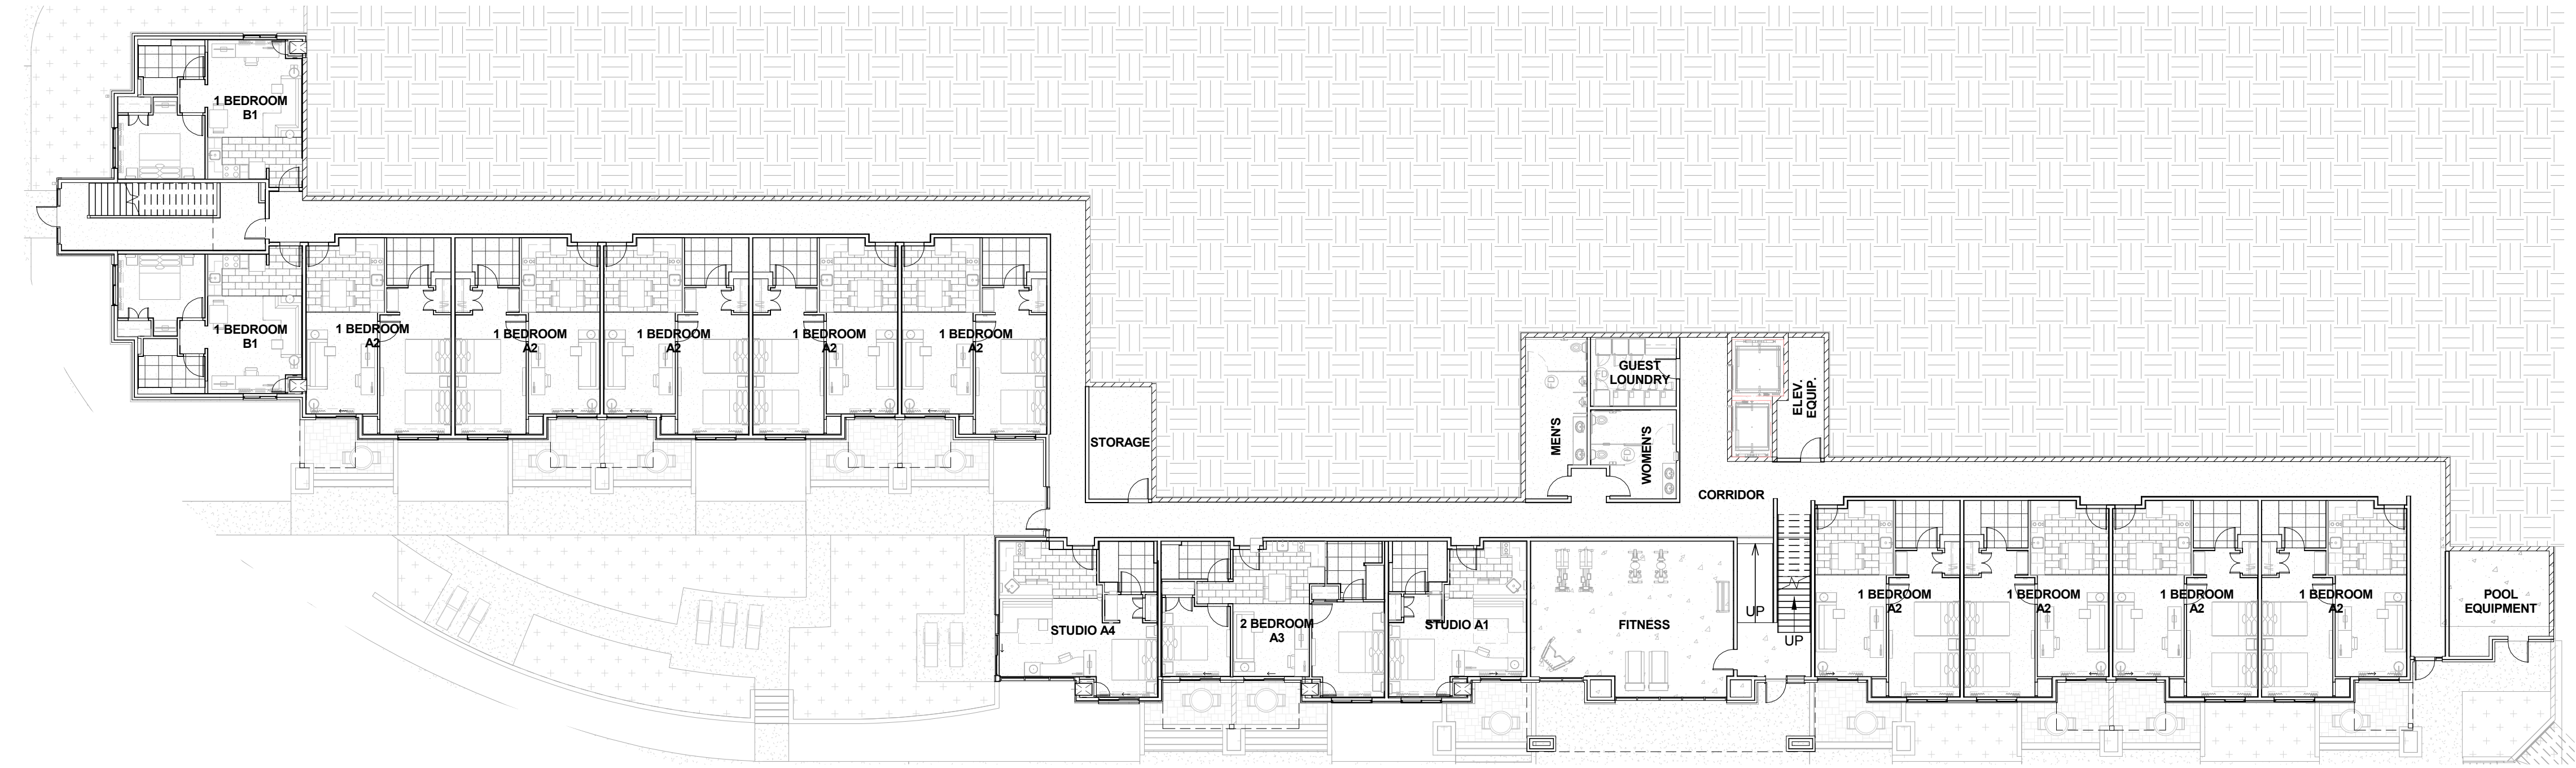 1 BEDROOM
B1
1 BEDROOM
B1
1 BEDROOM
A2
1 BEDROOM
A2
1 BEDROOM
A2
1 BEDROOM
A2
1 BEDROOM
A2
STORAGE
MEN'S
GUEST
LOUNDRY
WOMEN'S
ELEV.
EQUIP.
CORRIDOR
STUDIO A4
2 BEDROOM
A3
STUDIO A1
FITNESS
UP
UP
1 BEDROOM
A2
1 BEDROOM
A2
1 BEDROOM
A2
1 BEDROOM
A2
POOL
EQUIPMENT